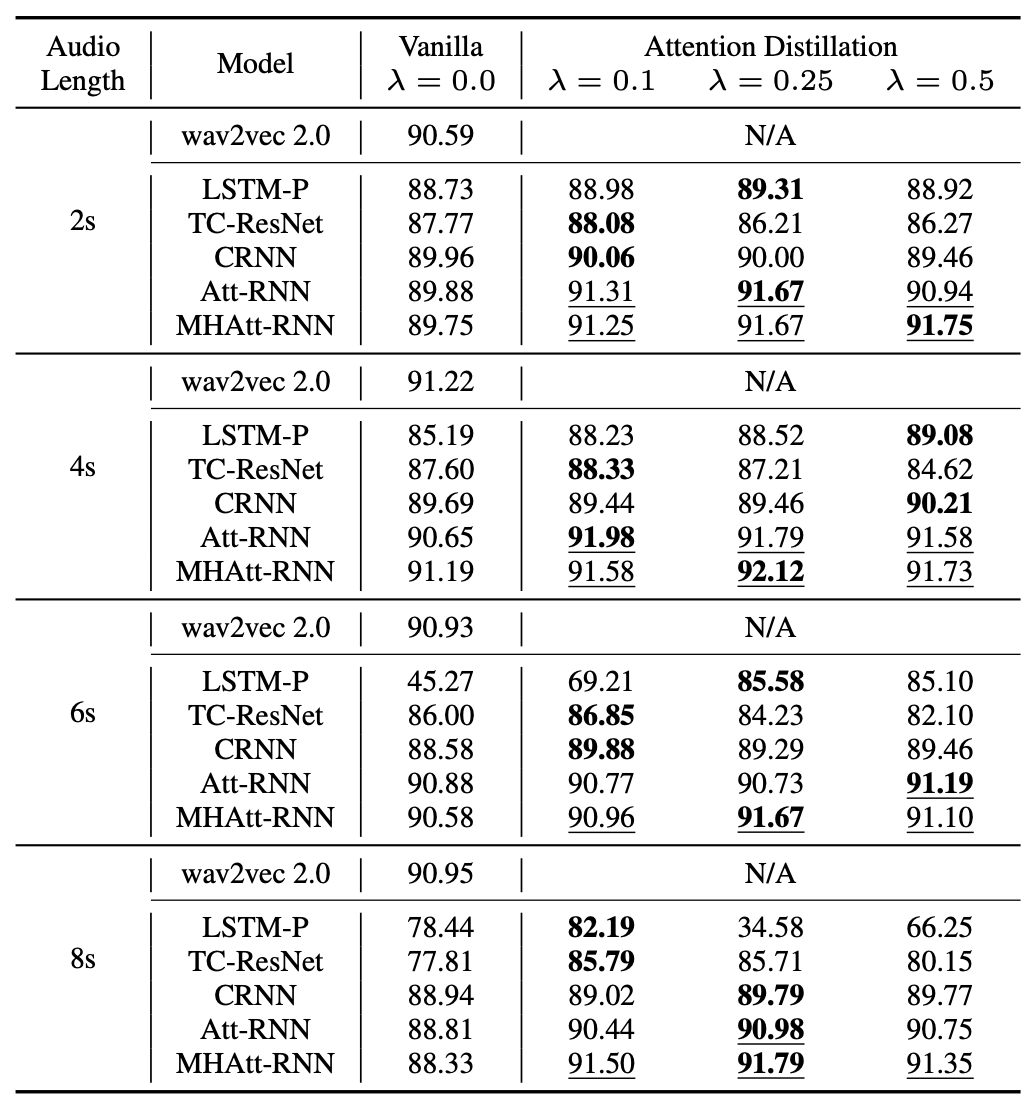 Audio Length Model Vanilla Attention Distillation
λ = 0.0 λ = 0.1 λ = 0.25 λ = 0.5
2s
wav2vec 2.0 90.59 N/A
LSTM-P 88.73 88.98 89.31 88.92
TC-ResNet 87.77 88.08 86.21 86.27
CRNN 89.96 90.06 90.00 89.46
Att-RNN 89.88 91.31 91.67 90.94
MHAtt-RNN 89.75 91.25 91.67 91.75
4s
wav2vec 2.0 91.22 N/A
LSTM-P 85.19 88.23 88.52 89.08
TC-ResNet 87.60 88.33 87.21 84.62
CRNN 89.69 89.44 89.46 90.21
Att-RNN 90.65 91.98 91.79 91.58
MHAtt-RNN 91.19 91.58 92.12 91.73
6s
wav2vec 2.0 90.93 N/A
LSTM-P 45.27 69.21 85.58 85.10
TC-ResNet 86.00 86.85 84.23 82.10
CRNN 88.58 89.88 89.29 89.46
Att-RNN 90.88 90.77 90.73 91.19
MHAtt-RNN 90.58 90.96 91.67 91.10
8s
wav2vec 2.0 90.95 N/A
LSTM-P 78.44 82.19 34.58 66.25
TC-ResNet 77.81 85.79 85.71 80.15
CRNN 88.94 89.02 89.79 89.77
Att-RNN 88.81 90.44 90.98 90.75
MHAtt-RNN 88.33 91.50 91.79 91.35